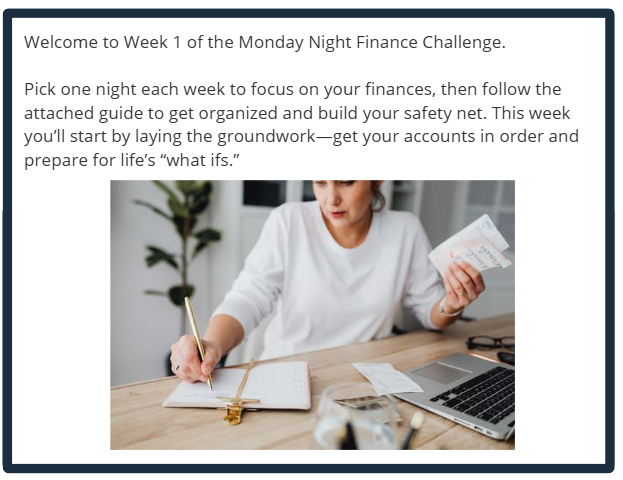 Welcome to Week 1 of the Monday Night Finance Challenge.
Pick one night each week to focus on your finances, then follow the
attached guide to get organized and build your safety net. This week
you’ll start by laying the groundwork—get your accounts in order and
prepare for life’s “what ifs.”